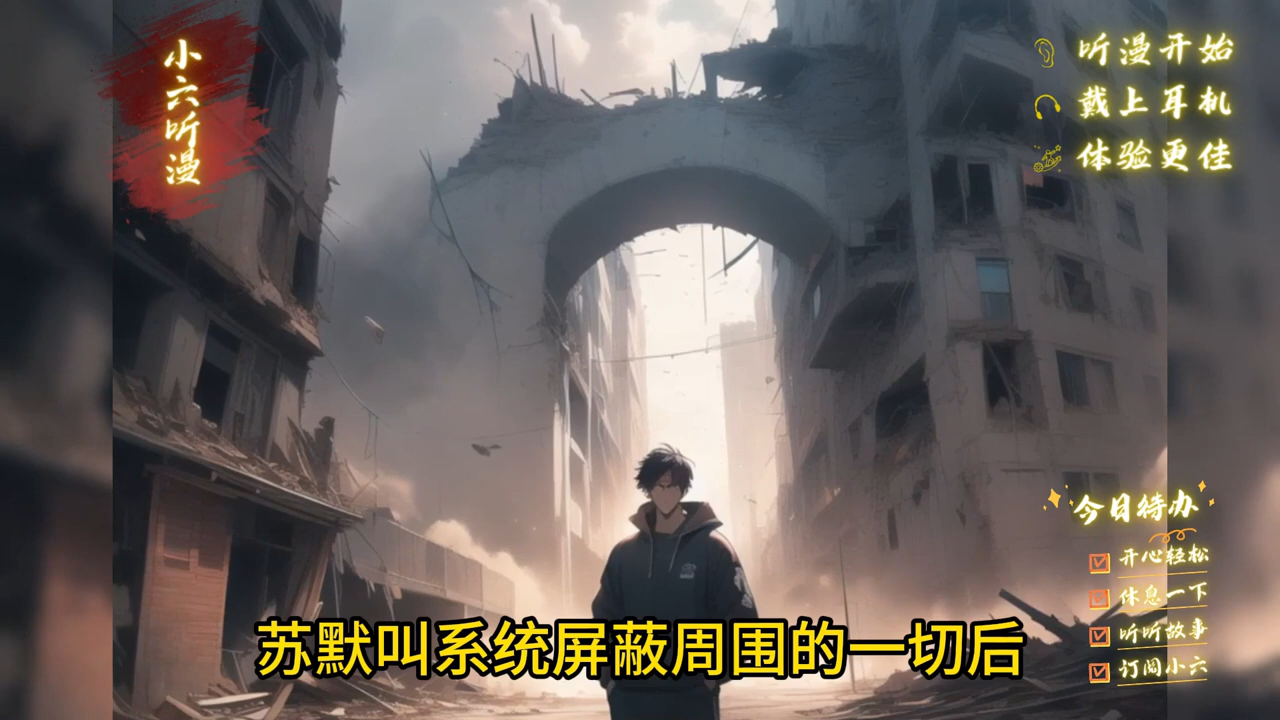 小六听漫
听漫开始
戴上耳机
体验更佳
今日待办
开心轻松
休息一下
听听故事
订阅小六
苏默叫系统屏蔽周围的一切后